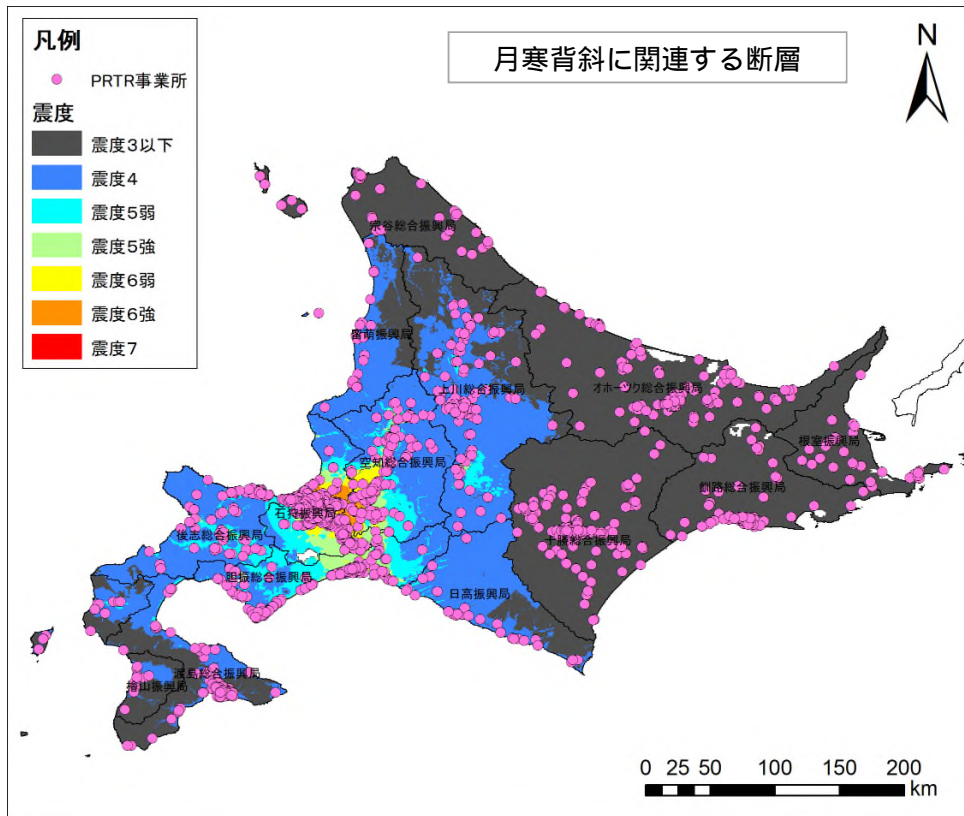 凡例
PRTR事業所
震度
震度3以下
震度4
震度5弱
震度5強
震度6弱
震度6強
震度7
月寒背斜に関連する断層
N
宗谷総合振興局
留萌振興局
上川総合振興局
オホーツク総合振興局
根室振興局
空知総合振興局
釧路総合振興局
石狩振興局
後志総合振興局
十勝総合振興局
胆振総合振興局
日高振興局
渡島総合振興局
檜山振興局
0 25 50 100 150 200
km